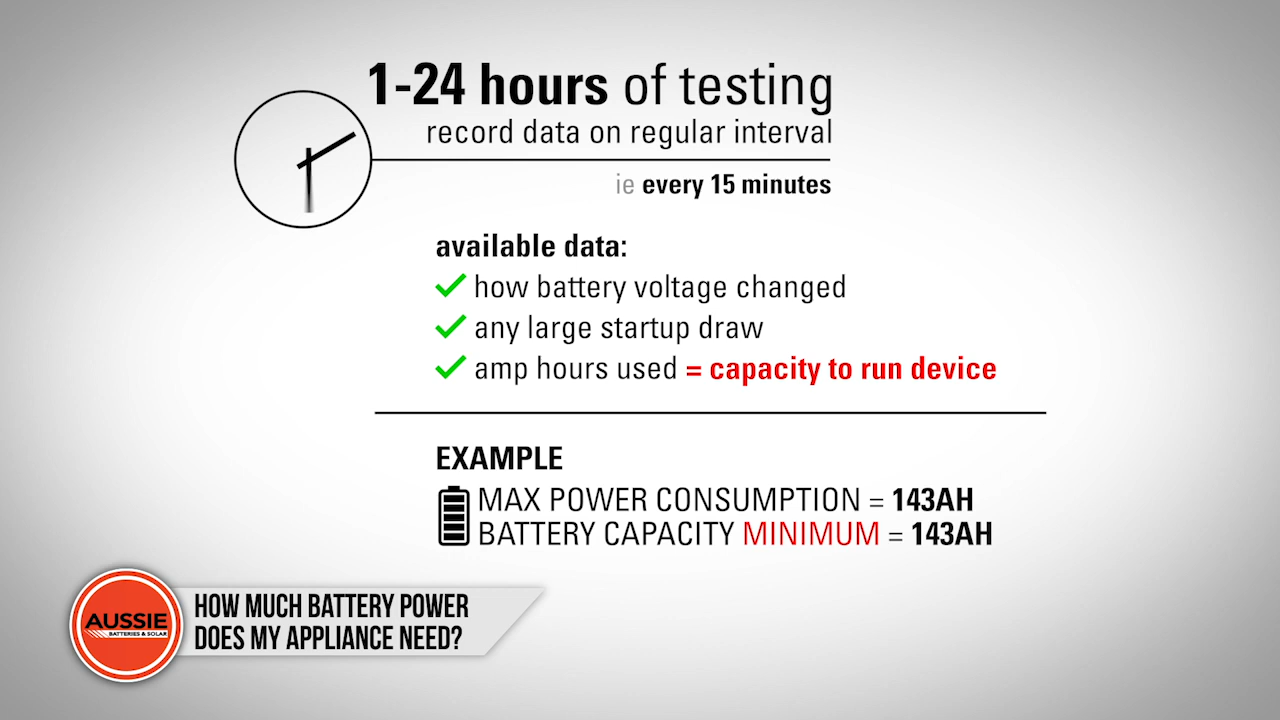 1-24 hours of testing
record data on regular interval
ie every 15 minutes
available data:
how battery voltage changed
any large startup draw
amp hours used = capacity to run device
EXAMPLE
MAX POWER CONSUMPTION = 143AH
BATTERY CAPACITY MINIMUM = 143AH
AUSSIE
BATTERIES & SOLAR
HOW MUCH BATTERY POWER
DOES MY APPLIANCE NEED?